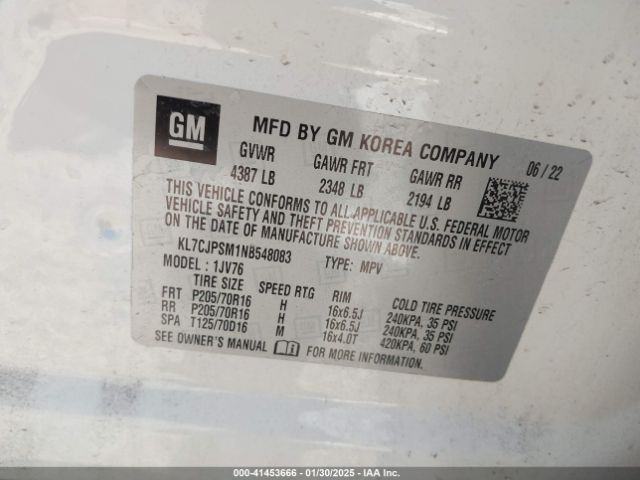 GM
MFD BY GM KOREA COMPANY 06/22
GVWR GAWR FRT GAWR RR
4387 LB 2348 LB 2194 LB
THIS VEHICLE CONFORMS TO ALL APPLICABLE U.S. FEDERAL MOTOR
VEHICLE SAFETY AND THEFT PREVENTION STANDARDS IN EFFECT
ON THE DATE OF MANUFACTURE SHOWN ABOVE.
KL7CJPSM1NB548083 TYPE: MPV
MODEL : 1JV76
TIRE SIZE SPEED RTG RIM COLD TIRE PRESSURE
FRT P205/70R16 H 16x6.5J 240KPA, 35 PSI
RR P205/70R16 H 16x6.5J 240KPA, 35 PSI
SPA T125/70D16 M 16x4.0T 420KPA, 60 PSI
SEE OWNER'S MANUAL FOR MORE INFORMATION.
000-41453666 - 01/30/2025 - IAA Inc.